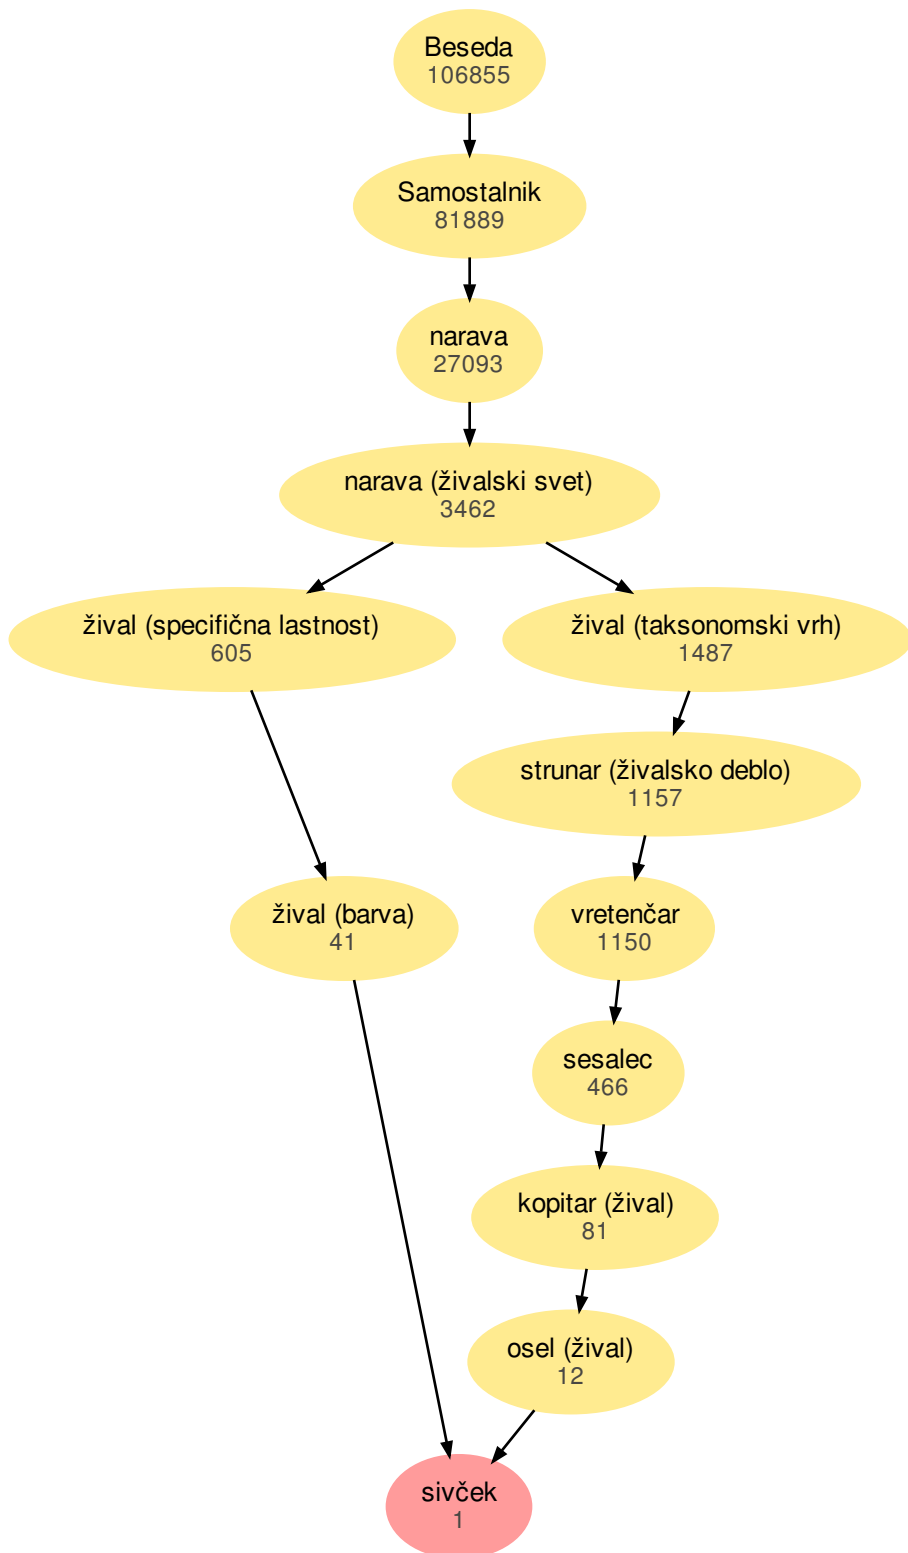 Beseda
106855
Samostalnik
81889
narava
27093
narava (živalski svet)
3462
žival (specifična lastnost)
605
žival (taksonomski vrh)
1487
strunar (živalsko deblo)
1157
žival (barva)
41
vretenčar
1150
sesalec
466
kopitar (žival)
81
osel (žival)
12
sivček
1